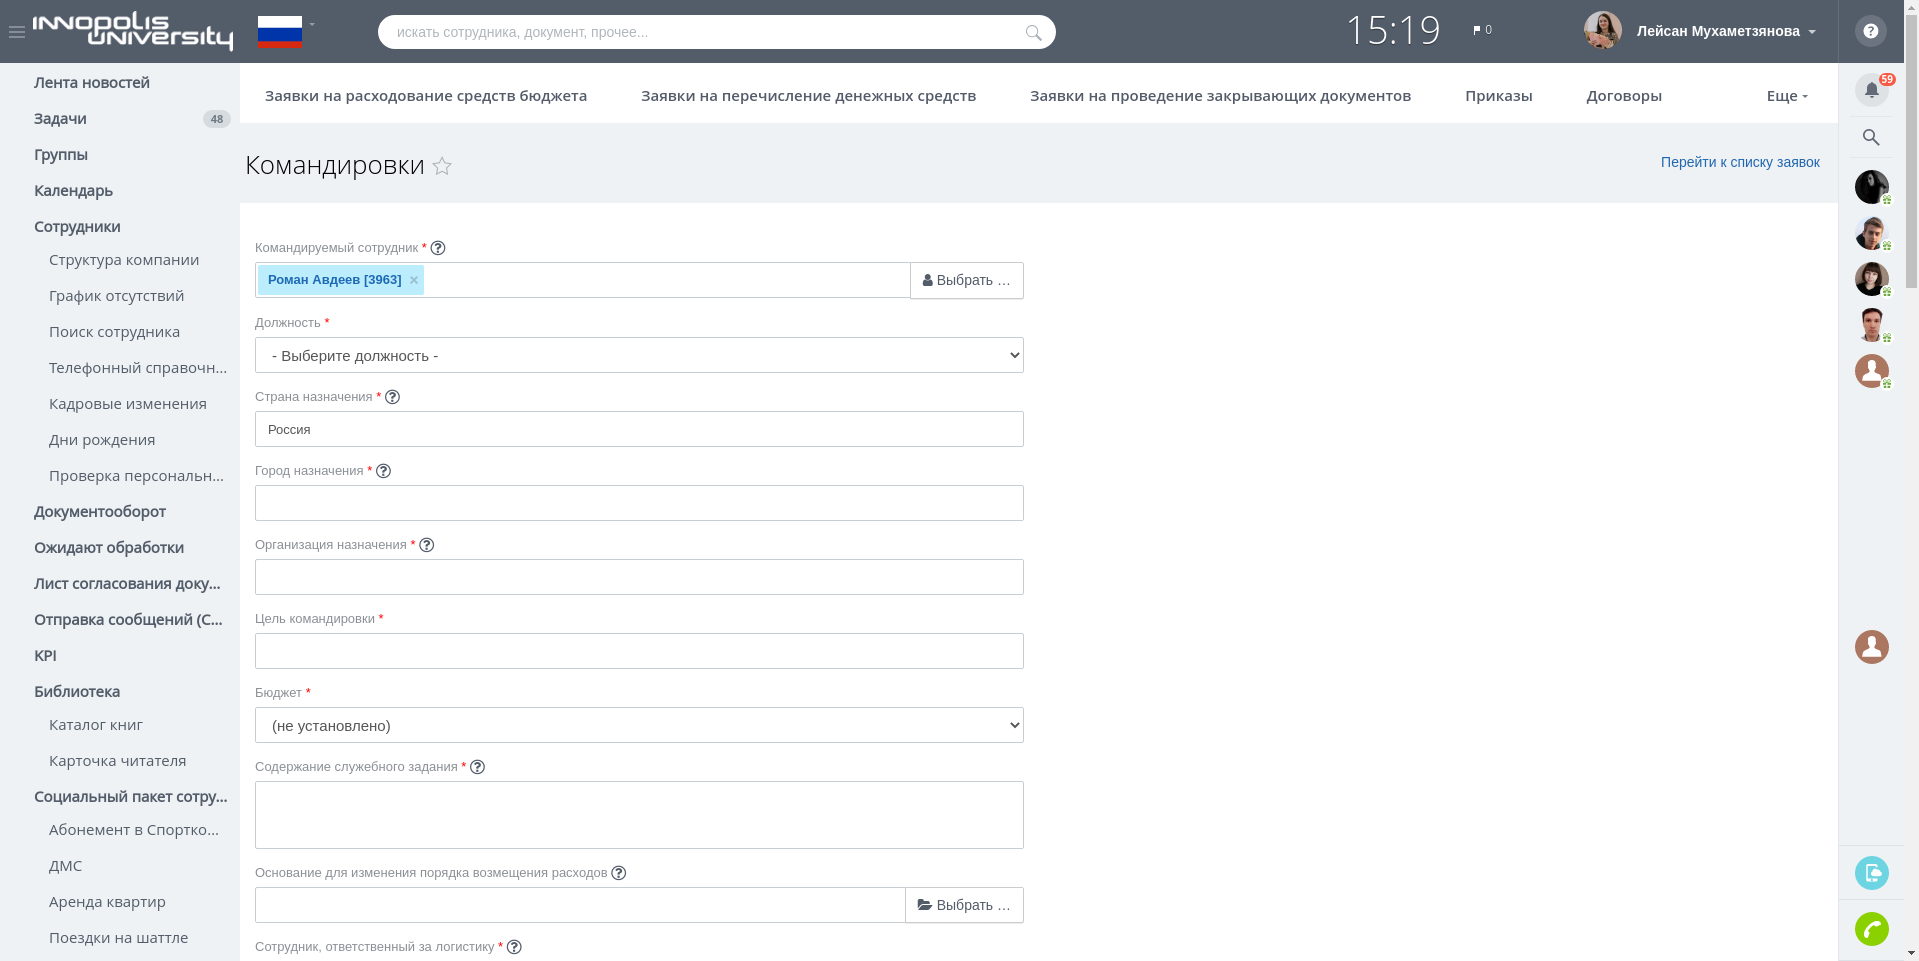 INNOPOLIS
UNIVERSITY
искать сотрудника, документ, прочее...
15:19
0
Лейсан Мухаметзянова
?
Лента новостей
Задачи
48
Группы
Календарь
Сотрудники
Структура компании
График отсутствий
Поиск сотрудника
Телефонный справочн...
Кадровые изменения
Дни рождения
Проверка персональн...
Документооборот
Ожидают обработки
Лист согласования доку...
Отправка сообщений (С...
KPI
Библиотека
Каталог книг
Карточка читателя
Социальный пакет сотру...
Абонемент в Спортко...
ДМС
Аренда квартир
Поездки на шаттле
Заявки на расходование средств бюджета
Заявки на перечисление денежных средств
Заявки на проведение закрывающих документов
Приказы
Договоры
Еще
Командировки
Перейти к списку заявок
Командируемый сотрудник * ?
Роман Авдеев [3963] ×
Выбрать ...
Должность *
- Выберите должность -
Страна назначения * ?
Россия
Город назначения * ?
Организация назначения * ?
Цель командировки *
Бюджет *
(не установлено)
Содержание служебного задания * ?
Основание для изменения порядка возмещения расходов ?
Выбрать ...
Сотрудник, ответственный за логистику * ?
59